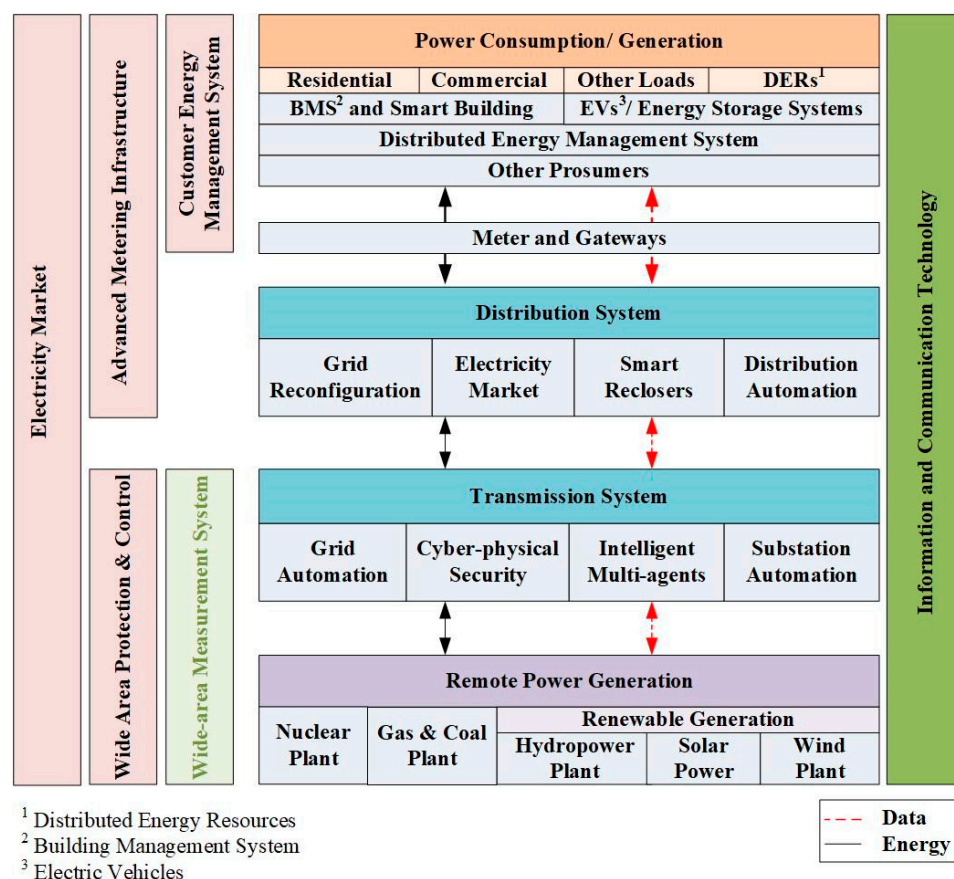 Electricity Market
Advanced Metering Infrastructure
Customer Energy
Management System
Power Consumption/ Generation
Residential
Commercial
Other Loads
DERs¹
BMS² and Smart Building
EVs³/ Energy Storage Systems
Distributed Energy Management System
Other Prosumers
Meter and Gateways
Distribution System
Grid
Reconfiguration
Electricity
Market
Smart
Reclosers
Distribution
Automation
Wide Area Protection & Control
Wide-area Measurement System
Transmission System
Grid
Automation
Cyber-physical
Security
Intelligent
Multi-agents
Substation
Automation
Remote Power Generation
Nuclear
Plant
Gas & Coal
Plant
Renewable Generation
Hydropower
Plant
Solar
Power
Wind
Plant
Information and Communication Technology
¹ Distributed Energy Resources
² Building Management System
³ Electric Vehicles
Data
Energy